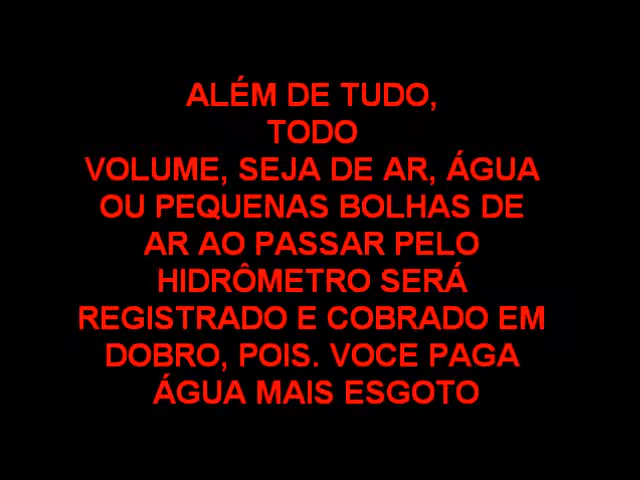 ALÉM DE TUDO,
TODO
VOLUME, SEJA DE AR, ÁGUA
OU PEQUENAS BOLHAS DE
AR AO PASSAR PELO
HIDRÔMETRO SERÁ
REGISTRADO E COBRADO EM
DOBRO, POIS. VOCE PAGA
ÁGUA MAIS ESGOTO